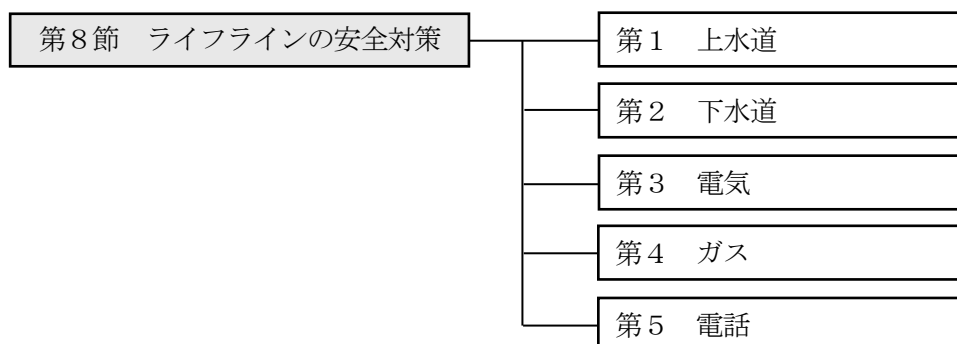 第８節　ライフラインの安全対策
第１　上水道
第２　下水道
第３　電気
第４　ガス
第５　電話